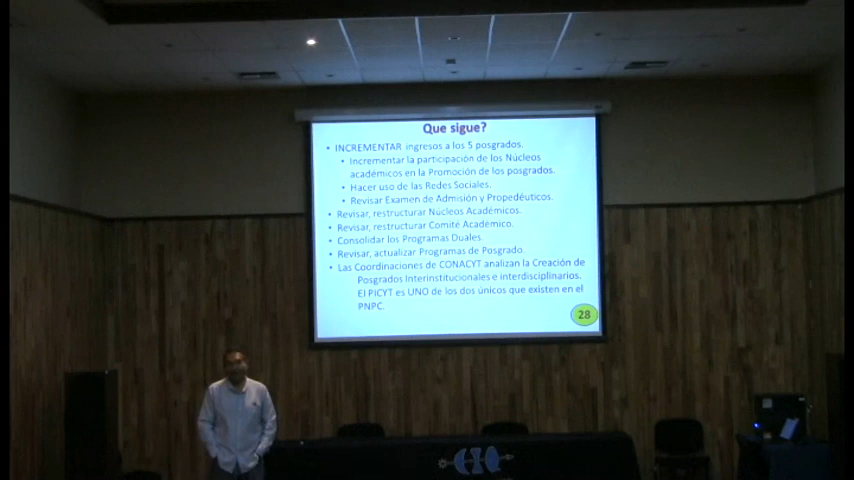 Que sigue?
• INCREMENTAR ingresos a los 5 posgrados.
• Incrementar la participación de los Núcleos
académicos en la Promoción de los posgrados.
• Hacer uso de las Redes Sociales.
• Revisar Examen de Admisión y Propedéuticos.
• Revisar, restructurar Núcleos Académicos.
• Revisar, restructurar Comité Académico.
• Consolidar los Programas Duales
• Revisar, actualizar Programas de Posgrado.
• Las Coordinaciones de CONACYT analizan la Creación de
Posgrados Interinstitucionales e interdisciplinarios.
El PICYT es UNO de los dos únicos que existen en el
PNPC.
28
CIO